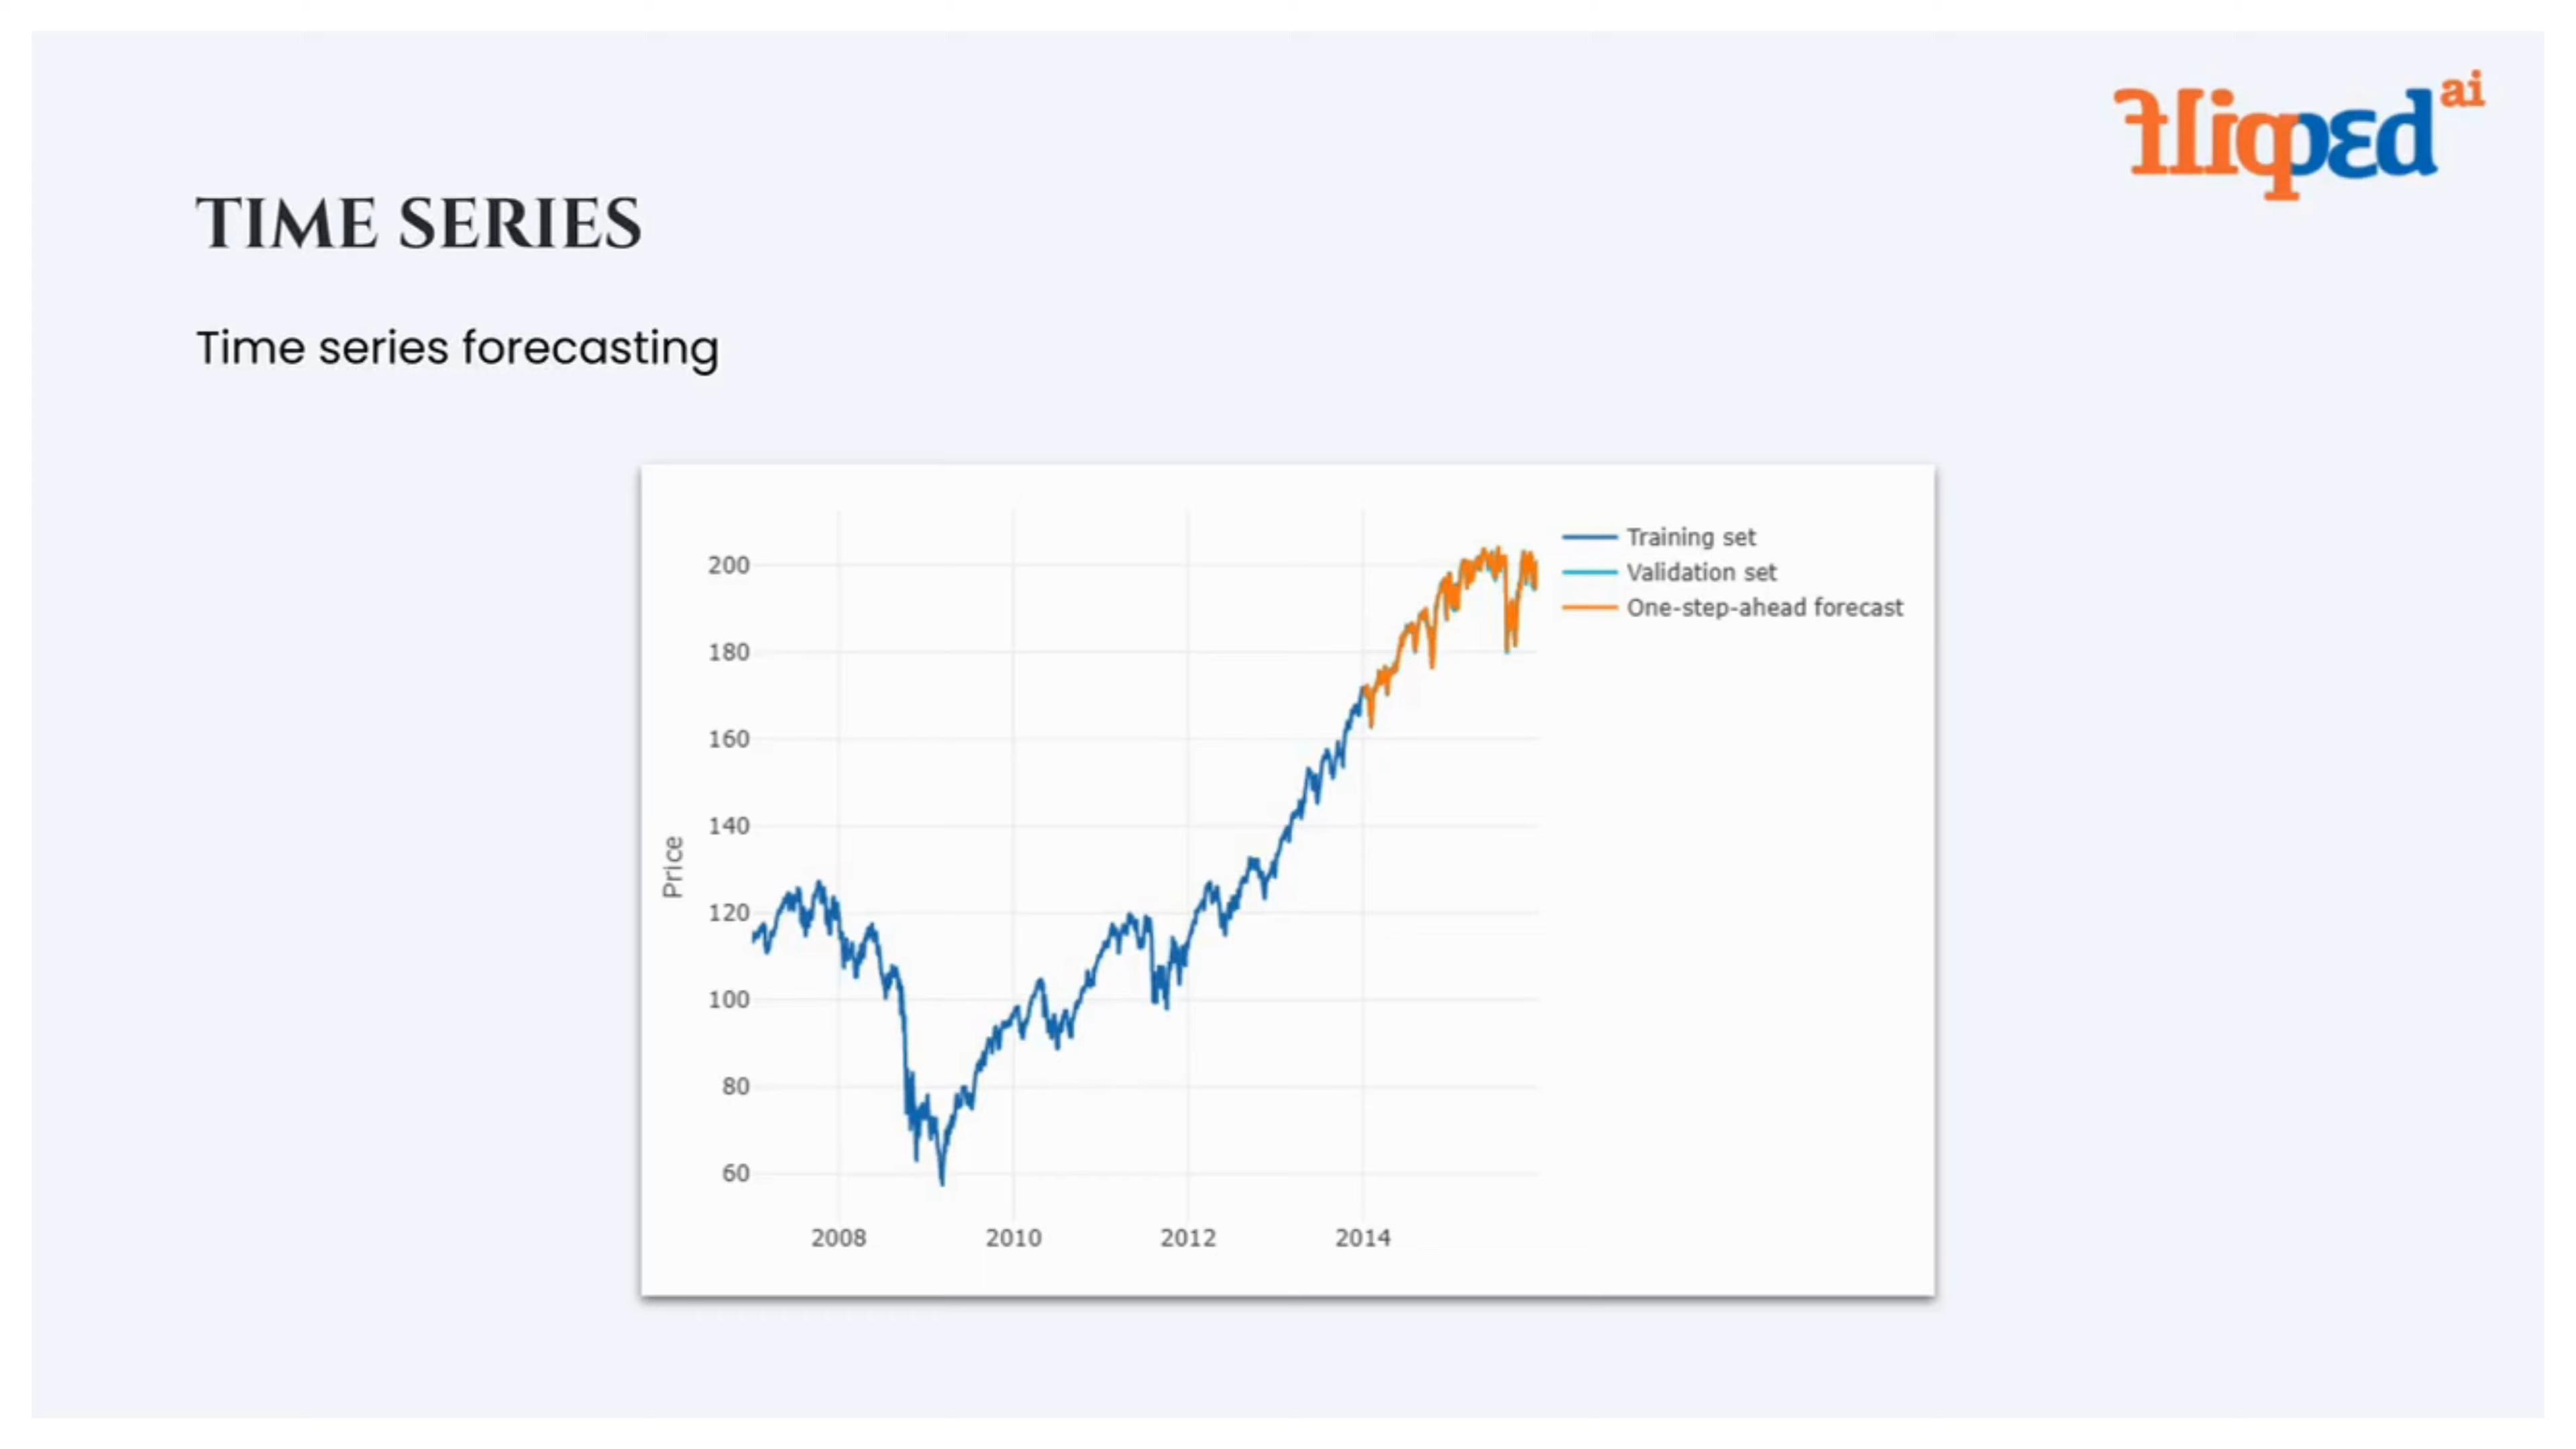 fliqped ai
TIME SERIES
Time series forecasting
200
180
160
140
120
100
80
60
Price
2008 2010 2012 2014
Training set
Validation set
One-step-ahead forecast